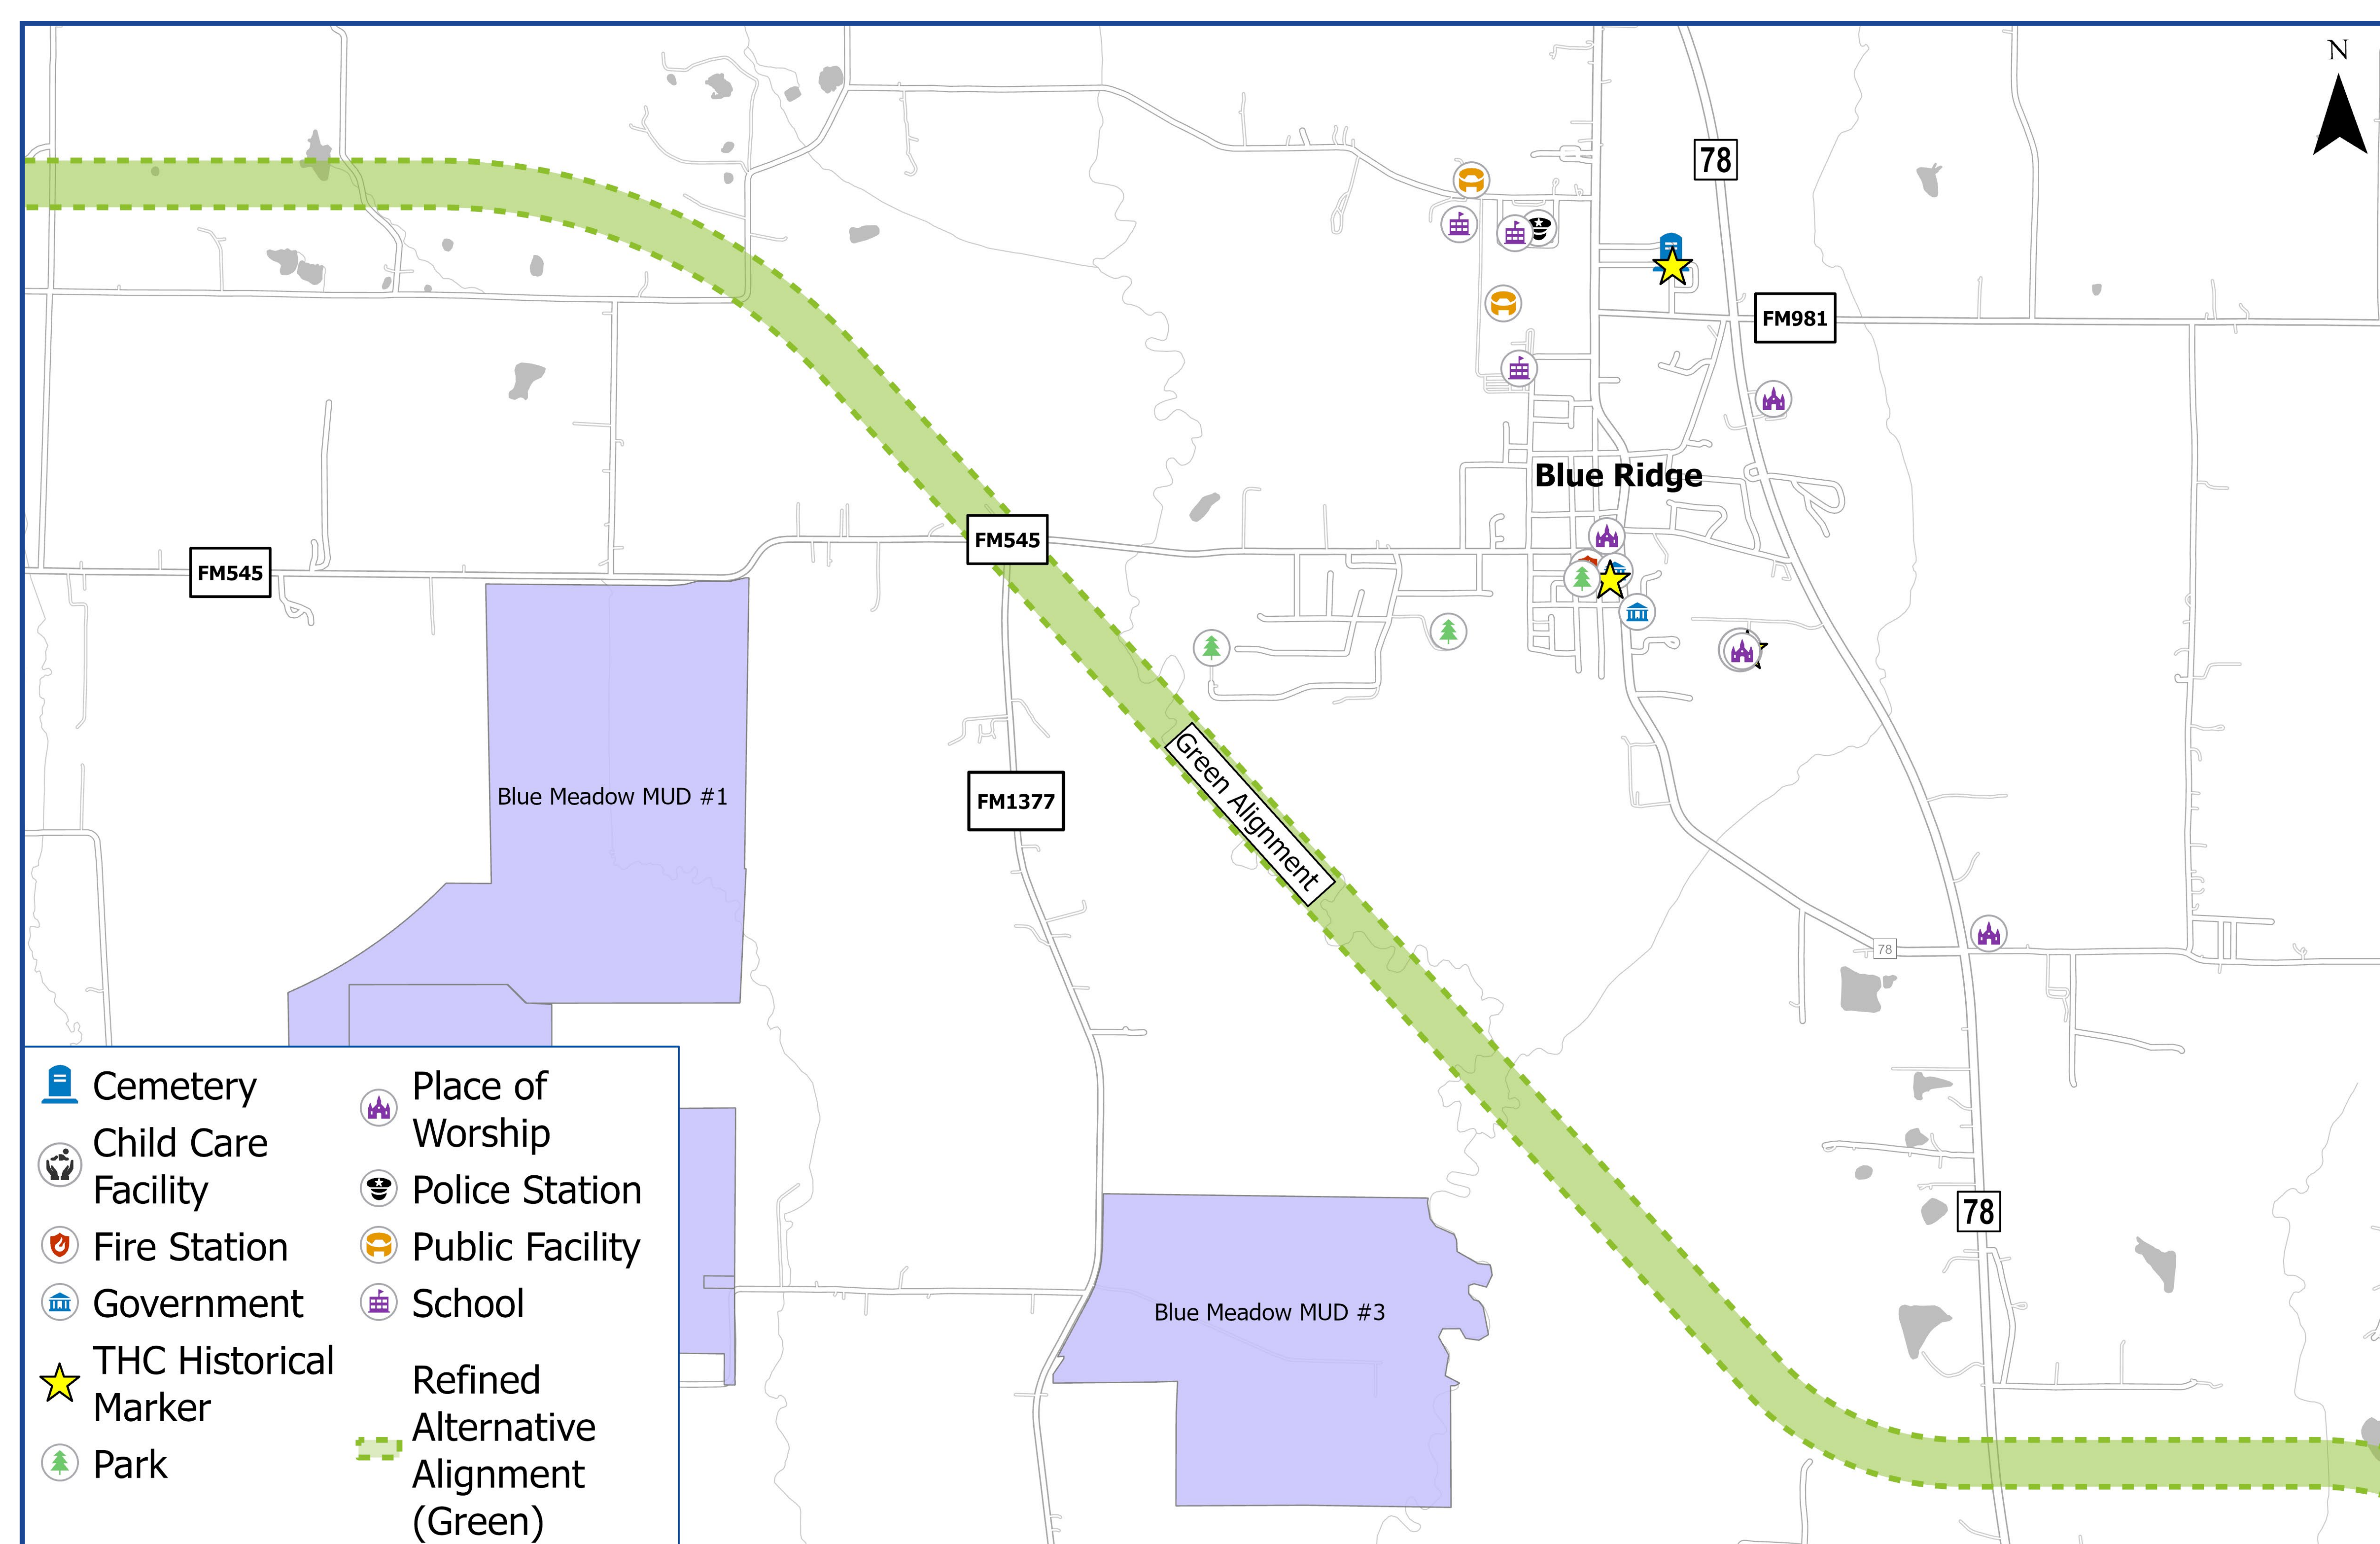 N
78
FM981
Blue Ridge
FM545
FM545
Green Alignment
Blue Meadow MUD #1
FM1377
78
78
Blue Meadow MUD #3
Cemetery
Child Care
Facility
Fire Station
Government
THC Historical
Marker
Park
Place of
Worship
Police Station
Public Facility
School
Refined
Alternative
Alignment
(Green)